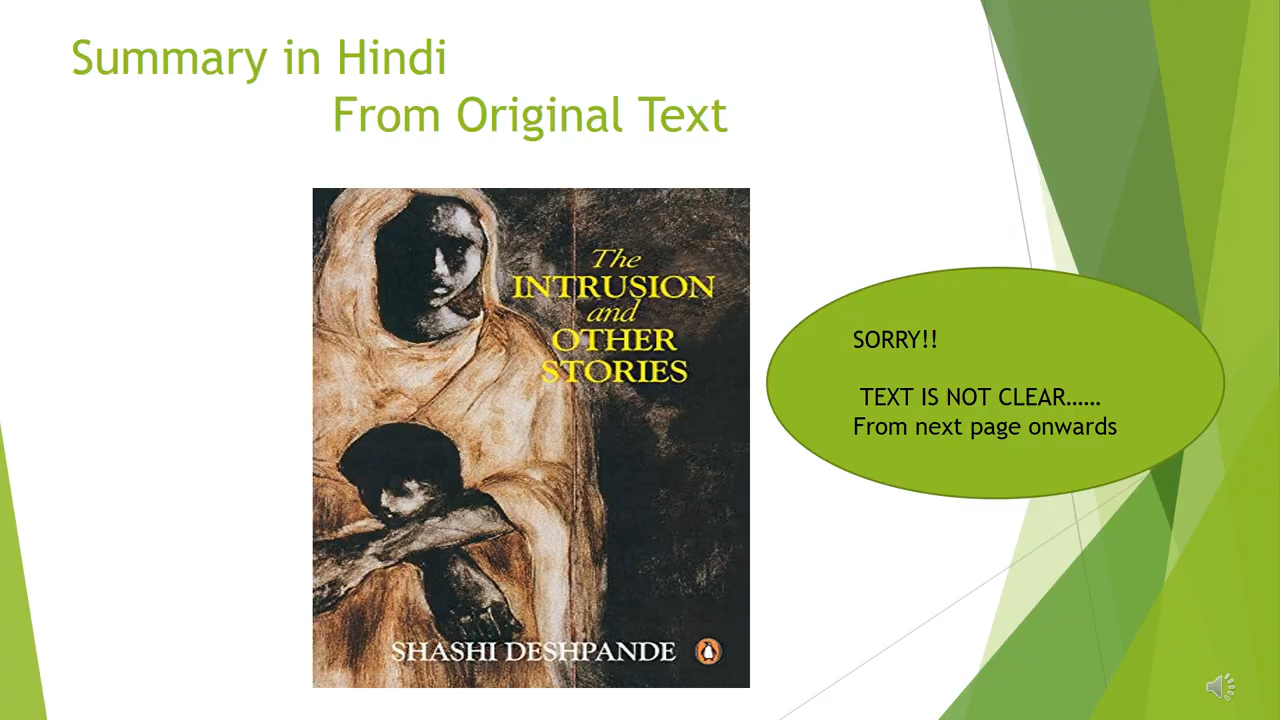 Summary in Hindi
From Original Text
The
INTRUSION
and
OTHER
STORIES
SHASHI DESHPANDE
SORRY!!
TEXT IS NOT CLEAR......
From next page onwards